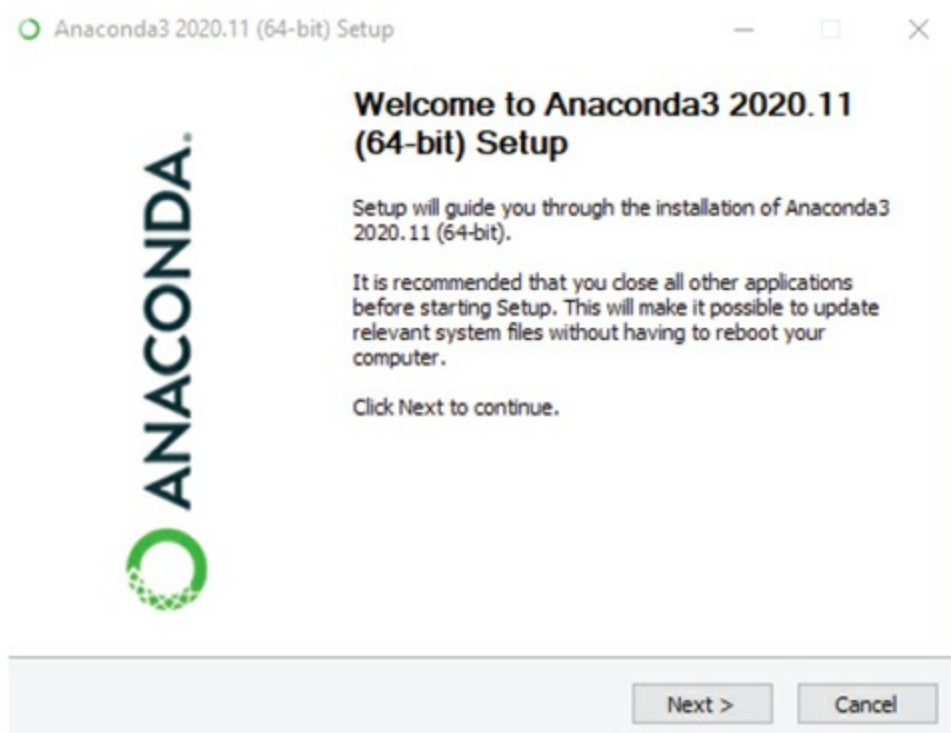 Anaconda3 2020.11 (64-bit) Setup
Welcome to Anaconda3 2020.11
(64-bit) Setup
Setup will guide you through the installation of Anaconda3
2020.11 (64-bit).
It is recommended that you close all other applications
before starting Setup. This will make it possible to update
relevant system files without having to reboot your
computer.
Click Next to continue.
ANACONDA.
Next >
Cancel